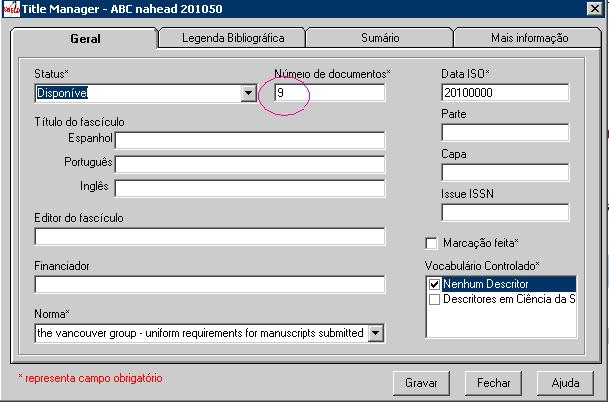 Title Manager - ABC nahead 201050
Geral
Legenda Bibliográfica
Sumário
Mais informação
Status*
Número de documentos*
Data ISO*
Disponível
9
20100000
Parte
Título do fascículo
Espanhol
Português
Inglês
Capa
Issue ISSN
Editor do fascículo
Marcação feita*
Financiador
Vocabulário Controlado*
Nenhum Descritor
Descritores em Ciência da S
Norma*
the vancouver group - uniform requirements for manuscripts submitted
* representa campo obrigatório
Gravar
Fechar
Ajuda